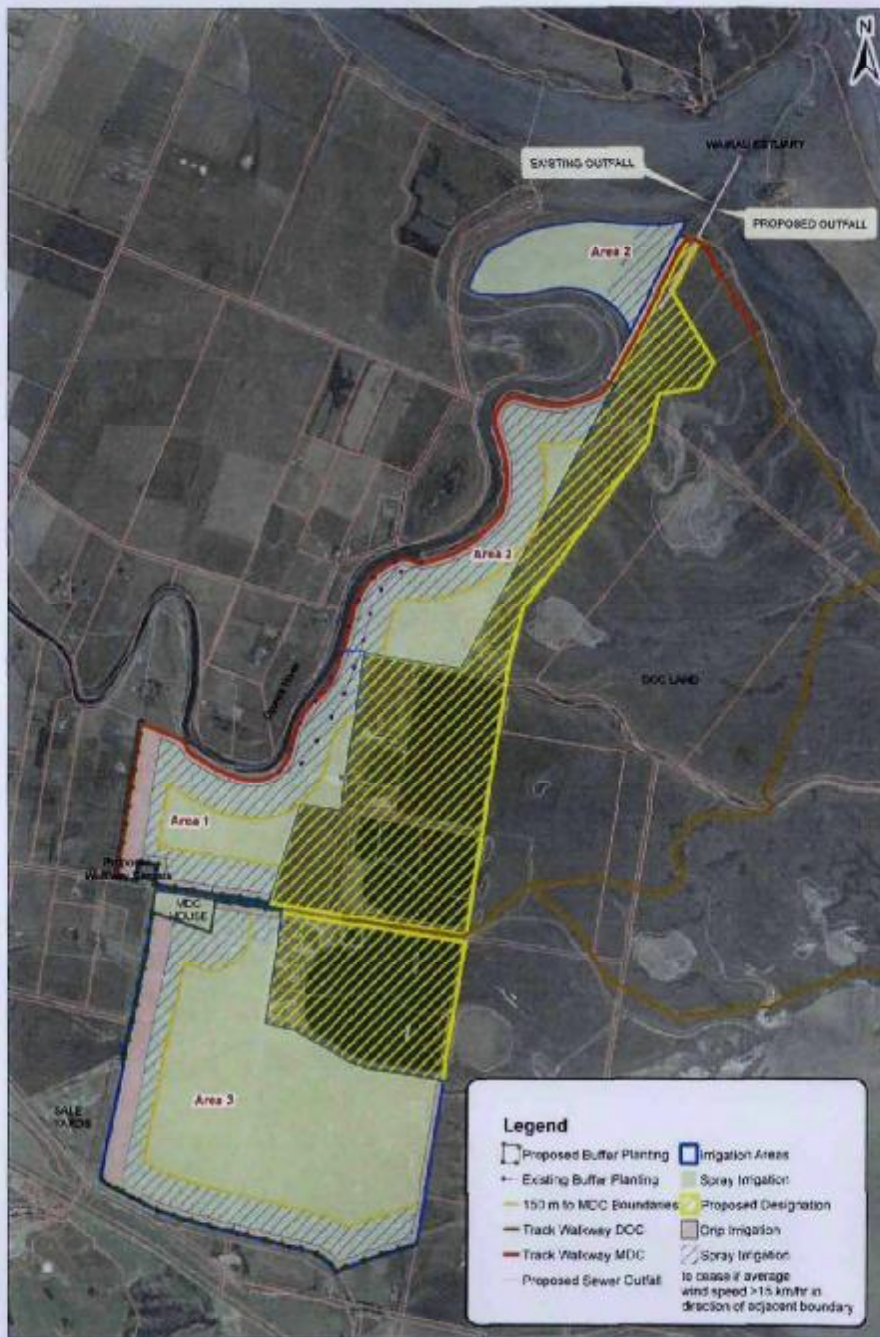 N
WAIRAU ESTUARY
EXISTING OUTFALL
PROPOSED OUTFALL
Area 2
Area 2
DOC LAND
Area 1
Walkway
MDC
HOUSE
Area 3
SALE
YARDS
Legend
Proposed Buffer Planting
Existing Buffer Planting
150 m to MDC Boundaries
Track Walkway DOC
Track Walkway MDC
Proposed Sewer Outfall
Irrigation Areas
Spray Irrigation
Proposed Designation
Drip Irrigation
Spray Irrigation
to cease if average
wind speed >15 km/hr in
direction of adjacent boundary